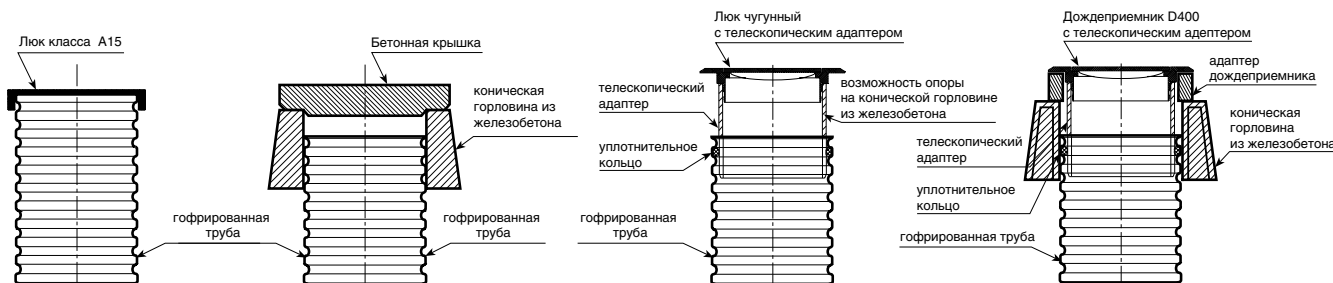 Люк класса А15
гофрированная
труба
Бетонная крышка
коническая
горловина из
железобетона
гофрированная
труба
Люк чугунный
с телескопическим адаптером
телескопический
адаптер
возможность опоры
на конической горловине
из железобетона
уплотнительное
кольцо
гофрированная
труба
Дождеприемник D400
с телескопическим адептером
адаптер
дождеприемника
коническая
горловина
из железобетона
телескопический
адаптер
уплотнительное
кольцо
гофрированная труба